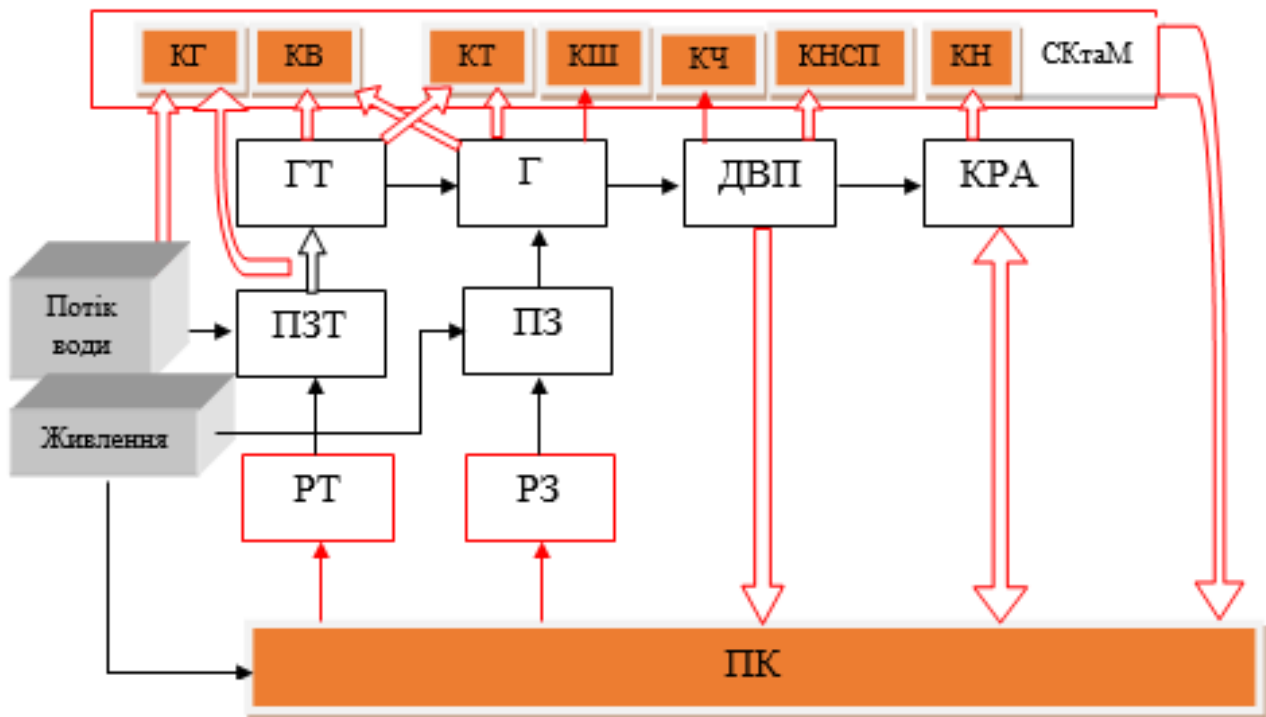 КГ
КВ
КТ
КШ
КЧ
КНСП
КН
СКтаМ
ГТ
Г
ДВП
КРА
Потік
води
ПЗТ
ПЗ
Живлення
РТ
РЗ
ПК